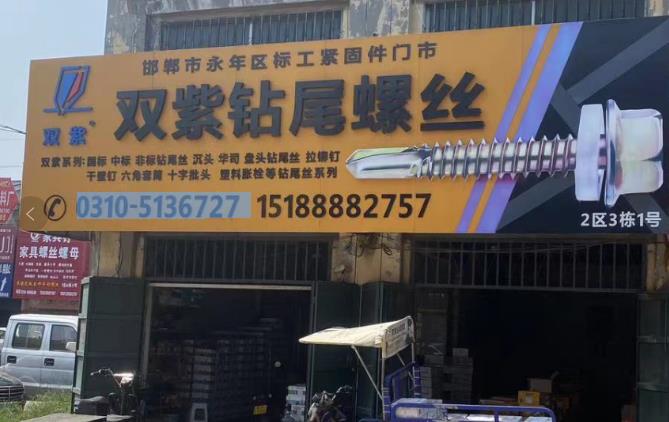 邯郸市永年区标工紧固件门市
双紫
双紫钻尾螺丝
双紫系列:国标 中标 非标钻尾丝 沉头 华司 盘头钻尾丝 拉铆钉
干壁钉 六角套筒 十字批头 塑料胀栓等钻尾丝系列
0310-5136727 15188882757
2区3栋1号
家具螺丝螺母